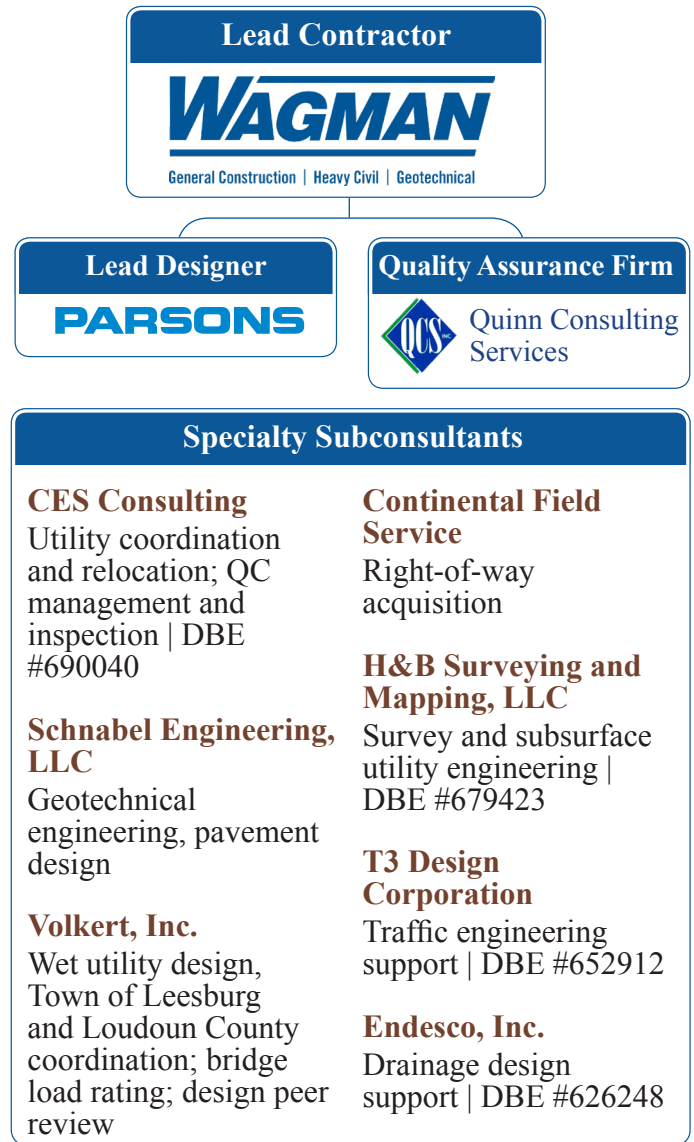 Lead Contractor
WAGMAN
General Construction | Heavy Civil | Geotechnical
Lead Designer
PARSONS
Quality Assurance Firm
QCS INC
Quinn Consulting
Services
Specialty Subconsultants
CES Consulting
Utility coordination
and relocation; QC
management and
inspection | DBE
#690040
Schnabel Engineering,
LLC
Geotechnical
engineering, pavement
design
Volkert, Inc.
Wet utility design,
Town of Leesburg
and Loudoun County
coordination; bridge
load rating; design peer
review
Continental Field
Service
Right-of-way
acquisition
H&B Surveying and
Mapping, LLC
Survey and subsurface
utility engineering |
DBE #679423
T3 Design
Corporation
Traffic engineering
support | DBE #652912
Endesco, Inc.
Drainage design
support | DBE #626248